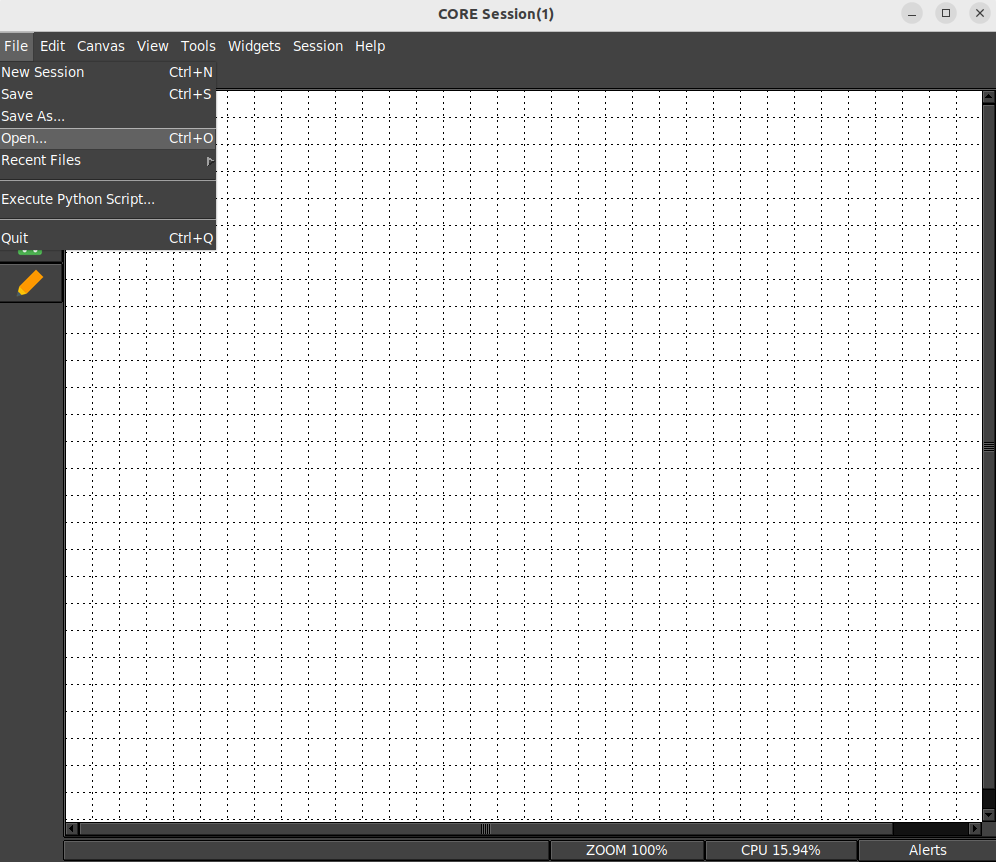 CORE Session(1)
File Edit Canvas View Tools Widgets Session Help
New Session Ctrl+N
Save Ctrl+S
Save As...
Open... Ctrl+O
Recent Files
Execute Python Script...
Quit Ctrl+Q
ZOOM 100% CPU 15.94% Alerts